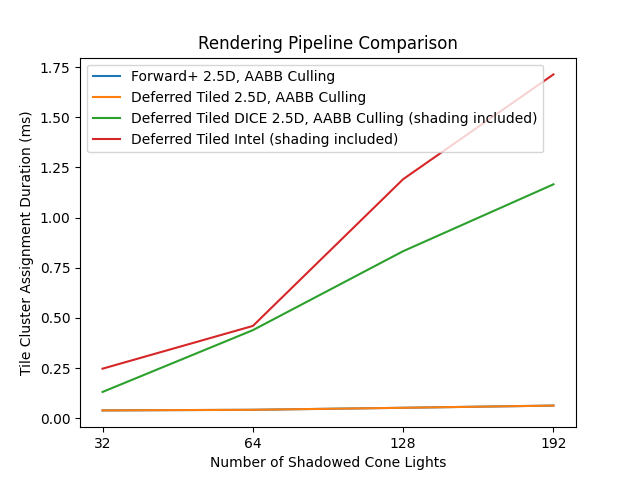 Rendering Pipeline Comparison
Forward+ 2.5D, AABB Culling
Deferred Tiled 2.5D, AABB Culling
Deferred Tiled DICE 2.5D, AABB Culling (shading included)
Deferred Tiled Intel (shading included)
Tile Cluster Assignment Duration (ms)
1.75
1.50
1.25
1.00
0.75
0.50
0.25
0.00
32 64 128 192
Number of Shadowed Cone Lights